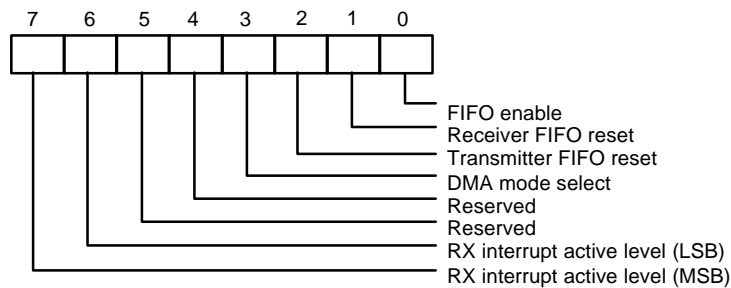 7 6 5 4 3 2 1 0
FIFO enable
Receiver FIFO reset
Transmitter FIFO reset
DMA mode select
Reserved
Reserved
RX interrupt active level (LSB)
RX interrupt active level (MSB)